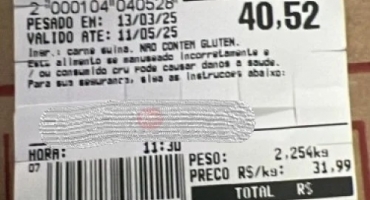 2 000104 040528
40,52
PESADO EM: 13/03/25
VALIDO ATE: 11/05/25
Ingr.: carne suina. NAO CONTEM GLUTEN.
Este alimento se manuseado incorretamente e
/ ou consumido cru pode causar danos a saude.
Para sua seguranca, siga as instrucoes abaixo:
HORA: 11:30
07
PESO: 2,254kg
PRECO R$/kg: 31,99
TOTAL R$